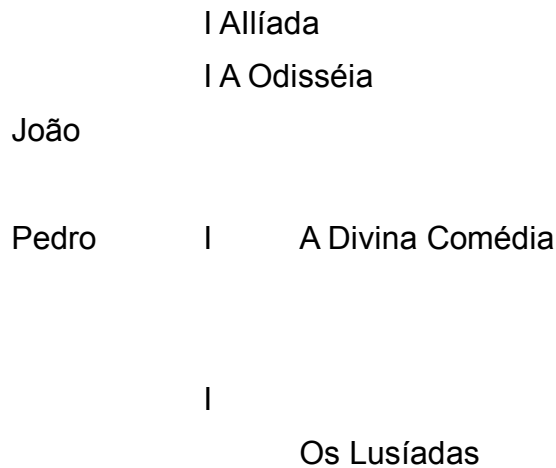 I Allíada
I A Odisséia
João
Pedro I A Divina Comédia
I
Os Lusíadas